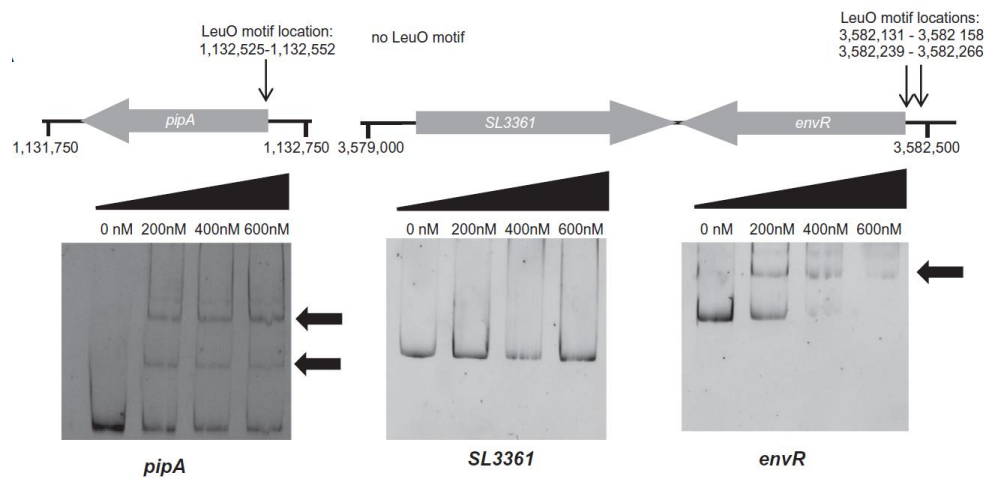 LeuO motif location:
1,132,525-1,132,552
no LeuO motif
LeuO motif locations:
3,582,131 - 3,582 158
3,582,239 - 3,582,266
pipA
SL3361
envR
1,131,750
1,132,750
3,579,000
3,582,500
0 nM 200nM 400nM 600nM
0 nM 200nM 400nM 600nM
0 nM 200nM 400nM 600nM
pipA
SL3361
envR